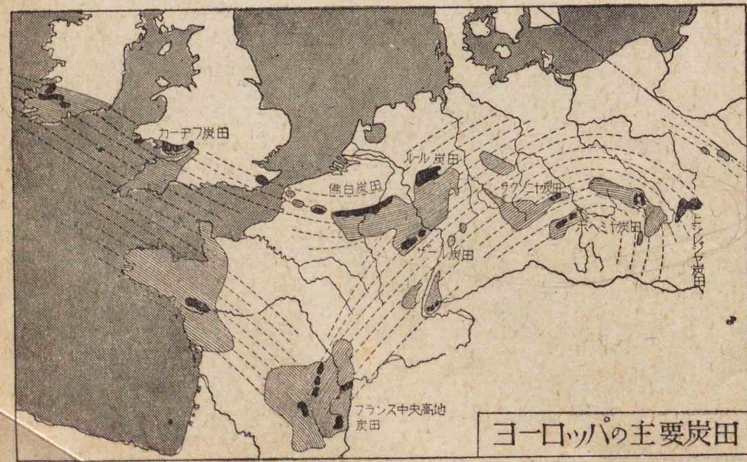 カーヂフ炭田
佛白炭田
ルール炭田
サクソニヤ炭田
ザール炭田
ボヘミヤ炭田
フランス中央高地
炭田
ヨーロッパの主要炭田